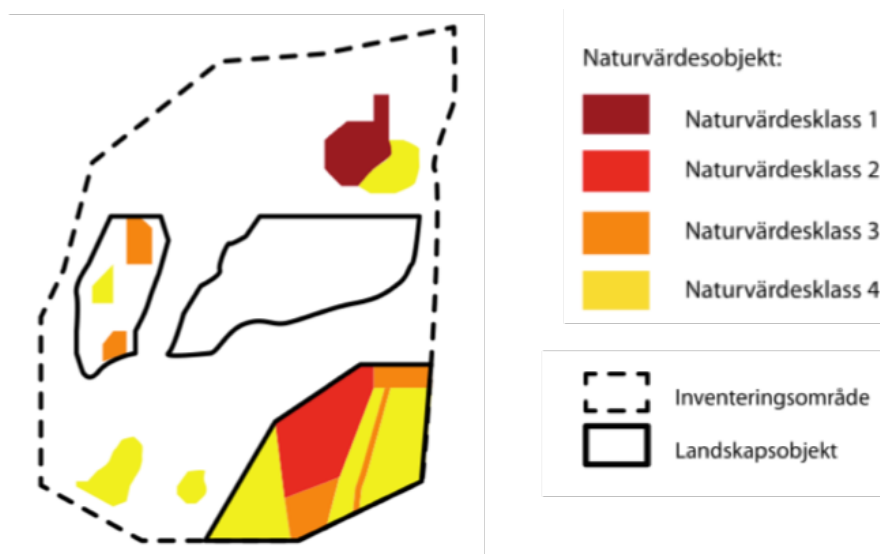 Naturvärdesobjekt:
Naturvärdesklass 1
Naturvärdesklass 2
Naturvärdesklass 3
Naturvärdesklass 4
Inventeringsområde
Landskapsobjekt